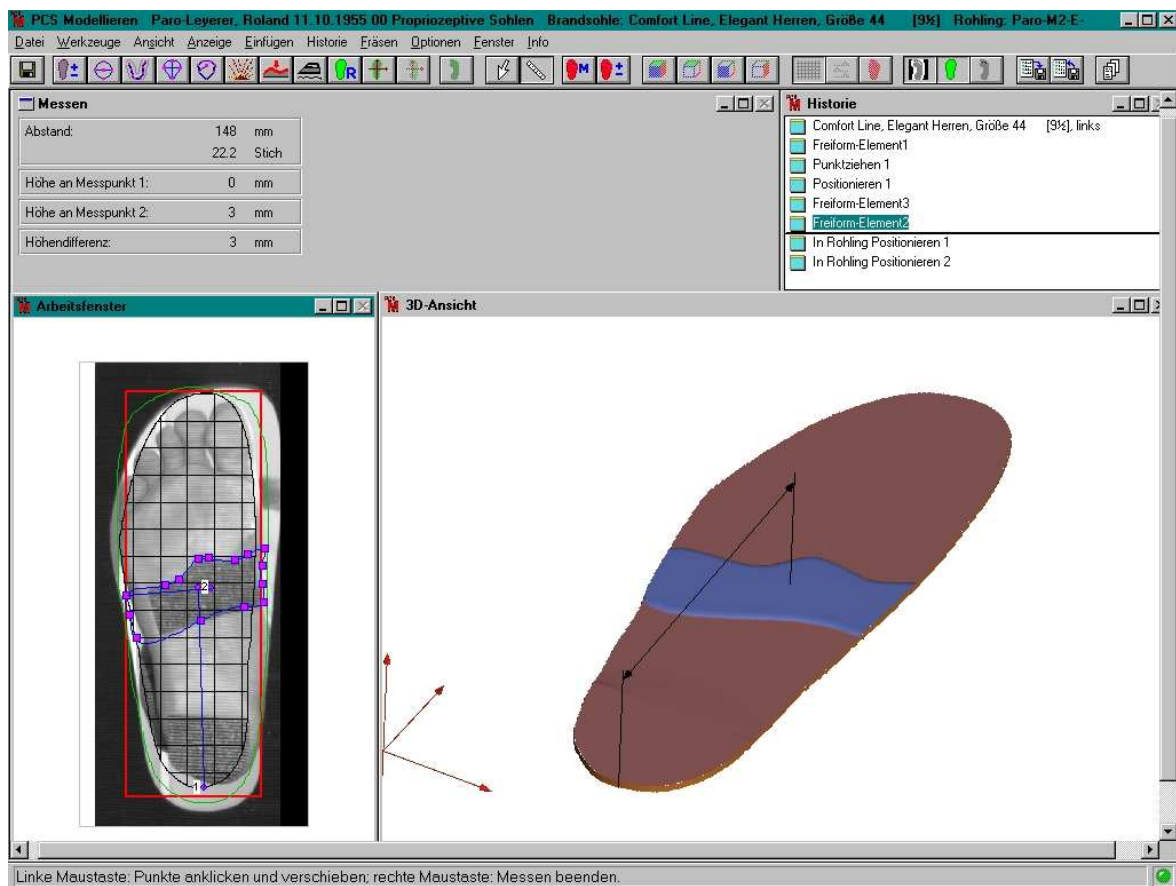 PCS Modellieren Paro-Leyerer, Roland 11.10.1955 00 Propriozeptive Sohlen Brandsohle: Comfort Line, Elegant Herren, Größe 44 [9½] Rohling: Paro-M2-E-
Datei Werkzeuge Ansicht Anzeige Einfügen Historie Fräsen Optionen Fenster Info
Messen
Abstand: 148 mm
22.2 Stich
Höhe an Messpunkt 1: 0 mm
Höhe an Messpunkt 2: 3 mm
Höhendifferenz: 3 mm
Historie
Comfort Line, Elegant Herren, Größe 44 [9½], links
Freiform-Element1
Punktziehen 1
Positionieren 1
Freiform-Element3
Freiform-Element2
In Rohling Positionieren 1
In Rohling Positionieren 2
Arbeitsfenster
2
1
3D-Ansicht
Linke Maustaste: Punkte anklicken und verschieben; rechte Maustaste: Messen beenden.